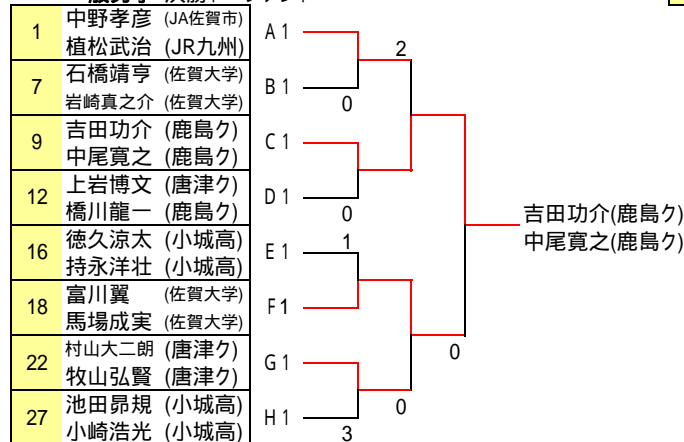 1 中野孝彦 (JA佐賀市) A1
植松武治 (JR九州)
2
7 石橋靖亨 (佐賀大学) B1
岩崎真之介 (佐賀大学)
0
9 吉田功介 (鹿島ク) C1
中尾寛之 (鹿島ク)
12 上岩博文 (唐津ク) D1
橋川龍一 (鹿島ク)
0
吉田功介(鹿島ク)
中尾寛之(鹿島ク)
16 徳久涼太 (小城高) E1
持永洋壮 (小城高)
1
18 富川翼 (佐賀大学) F1
馬場成実 (佐賀大学)
0
22 村山大二朗 (唐津ク) G1
牧山弘賢 (唐津ク)
0
27 池田昴規 (小城高) H1
小崎浩光 (小城高)
3